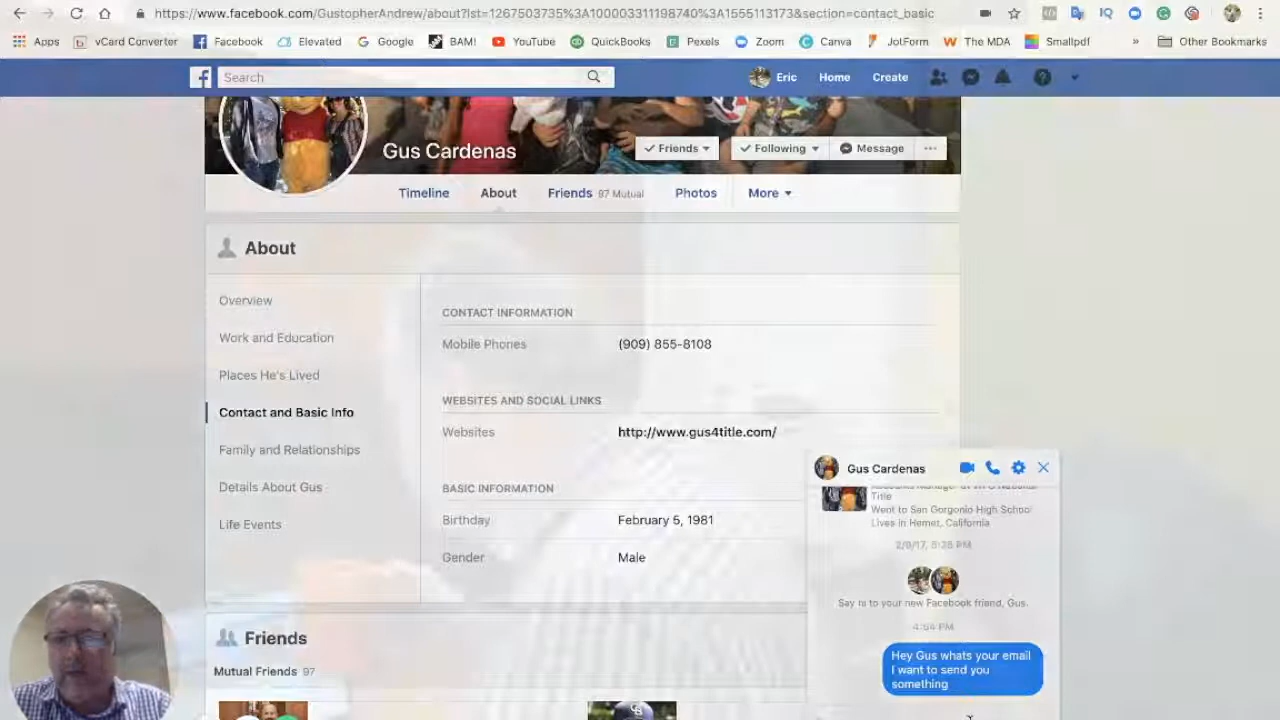 https://www.facebook.com/GustopherAndrew/about?lst=1267503735%3A100003311198740%3A1555113173&section=contact_basic
Apps vCard Converter Facebook Elevated Google BAM! YouTube QuickBooks Pexels Zoom Canva JotForm The MDA Smallpdf » Other Bookmarks
Search Eric Home Create
Gus Cardenas Friends Following Message
Timeline About Friends 97 Mutual Photos More
About
Overview
Work and Education
Places He's Lived
Contact and Basic Info
Family and Relationships
Details About Gus
Life Events
CONTACT INFORMATION
Mobile Phones (909) 855-8108
WEBSITES AND SOCIAL LINKS
Websites http://www.gus4title.com/
BASIC INFORMATION
Birthday February 5, 1981
Gender Male
Friends
Mutual Friends 97
Gus Cardenas
Title
Went to San Gorgonio High School
Lives in Hemet, California
Say hi to your new Facebook friend, Gus.
Hey Gus whats your email
I want to send you
something